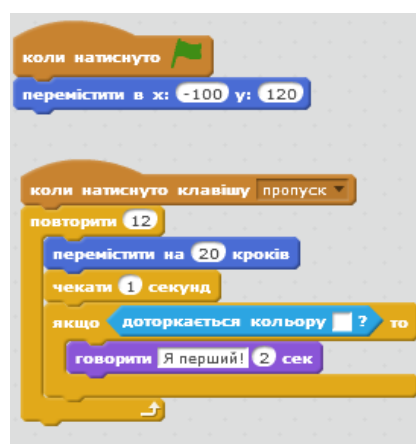 коли натиснуто
перемістити в x: -100 y: 120
коли натиснуто клавішу пропуск
повторити 12
перемістити на 20 кроків
чекати 1 секунд
якщо доторкається кольору ? то
говорити Я перший! 2 сек